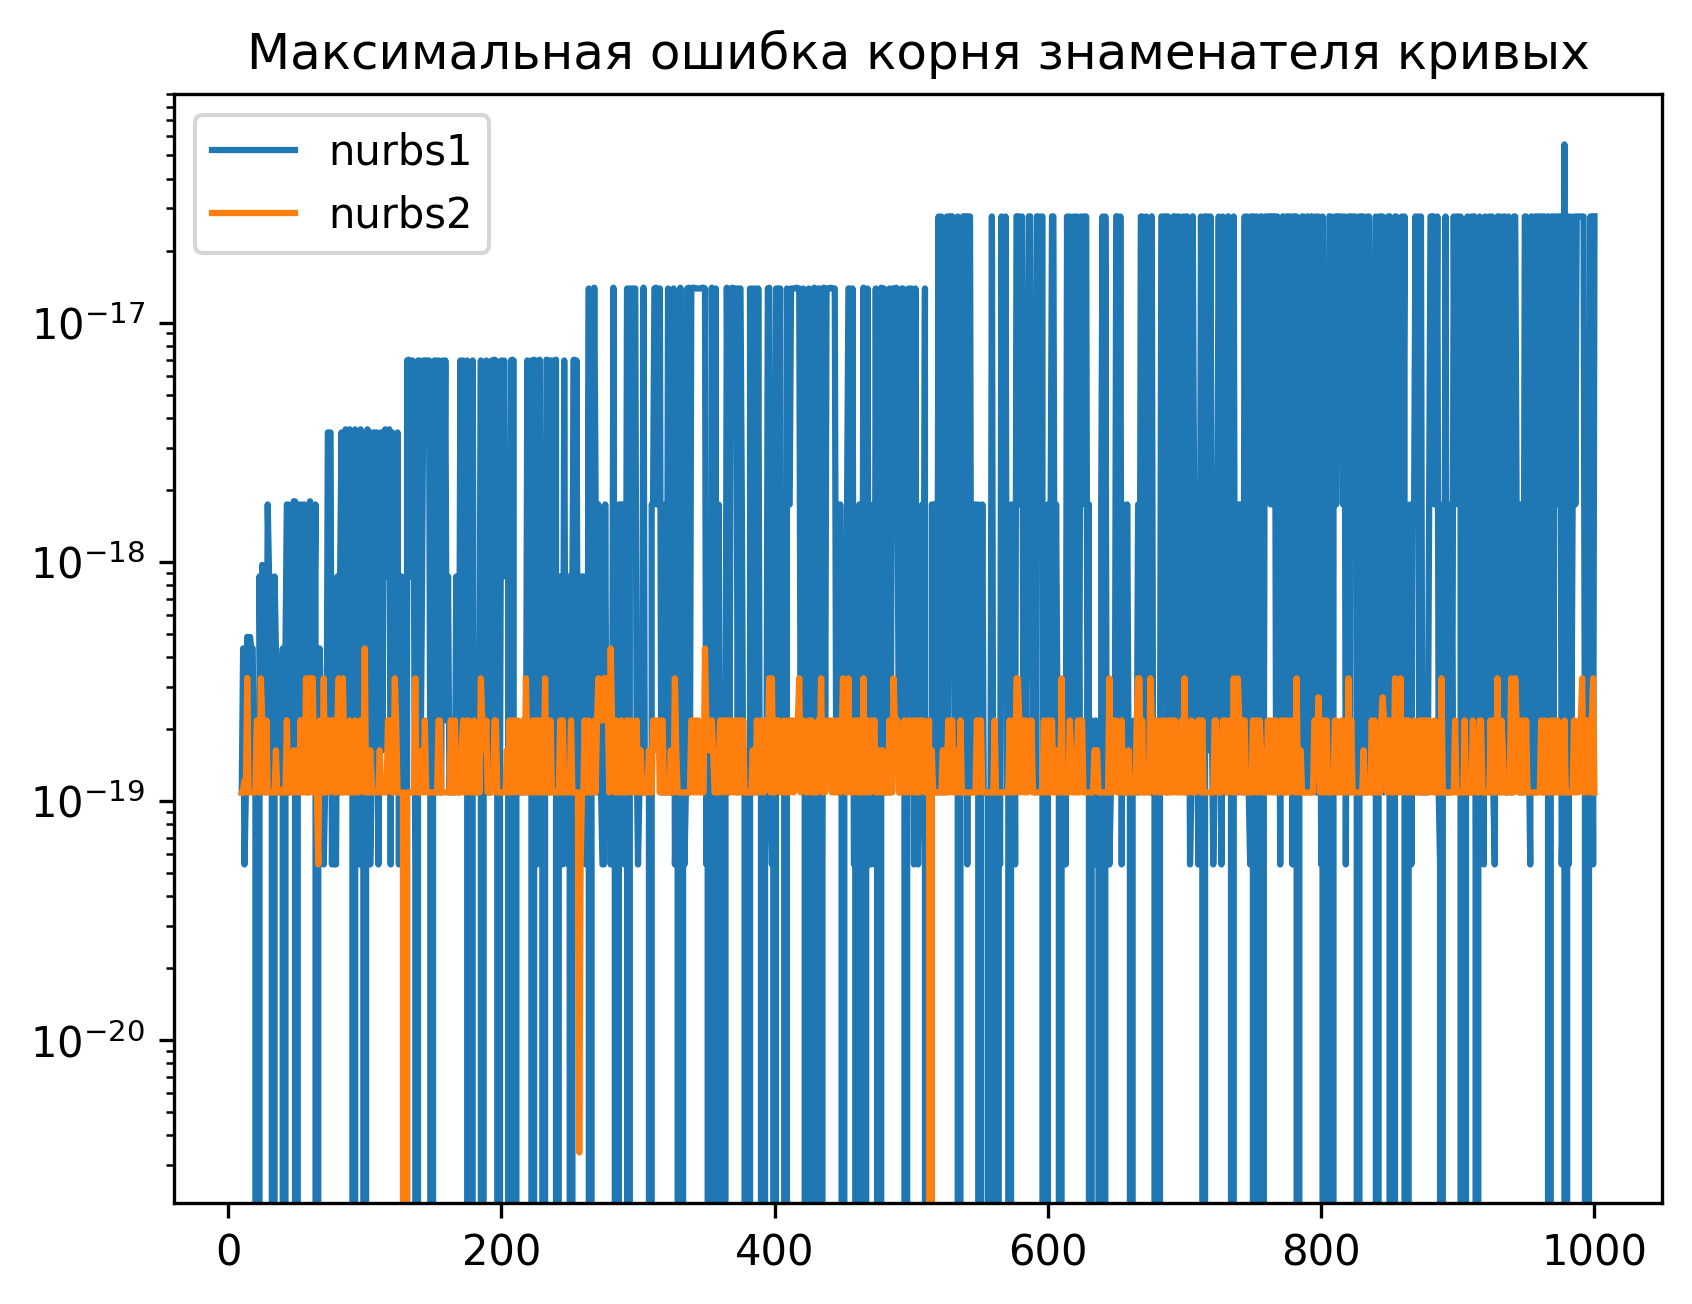 Максимальная ошибка корня знаменателя кривых
nurbs1
nurbs2
10⁻¹⁷
10⁻¹⁸
10⁻¹⁹
10⁻²⁰
0 200 400 600 800 1000